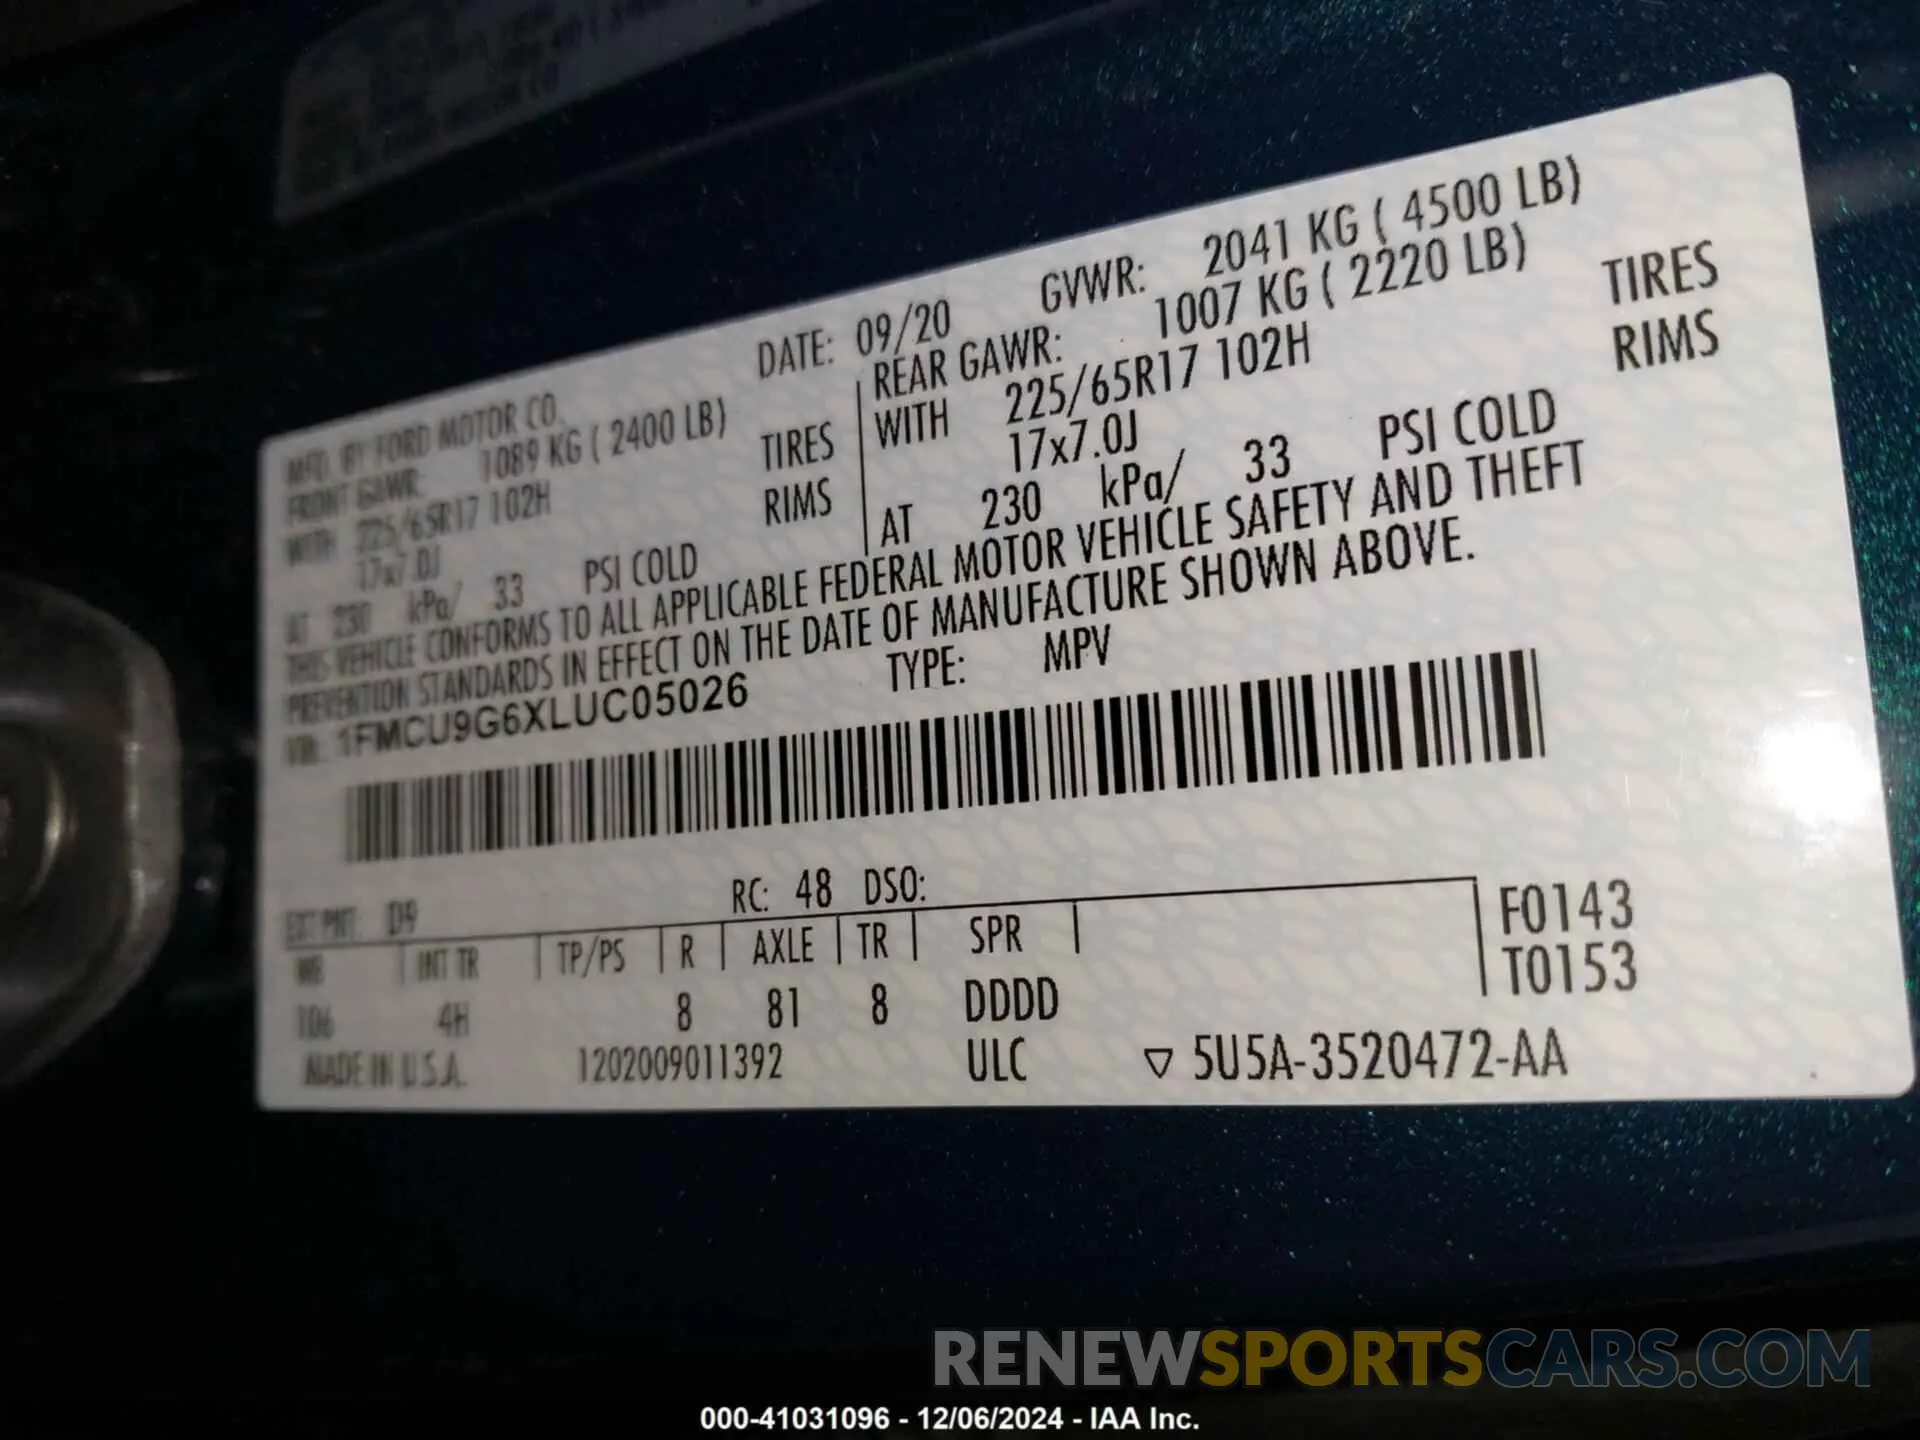 MFD. BY FORD MOTOR CO. DATE: 09/20 GVWR: 2041 KG ( 4500 LB)
FRONT GAWR: 1089 KG ( 2400 LB) REAR GAWR: 1007 KG ( 2220 LB)
WITH 225/65R17 102H TIRES WITH 225/65R17 102H TIRES
17x7.0J RIMS 17x7.0J RIMS
AT 230 kPa/ 33 PSI COLD AT 230 kPa/ 33 PSI COLD
THIS VEHICLE CONFORMS TO ALL APPLICABLE FEDERAL MOTOR VEHICLE SAFETY AND THEFT
PREVENTION STANDARDS IN EFFECT ON THE DATE OF MANUFACTURE SHOWN ABOVE.
VIN: 1FMCU9G6XLUC05026 TYPE: MPV
EXT PNT: D9 RC: 48 DSO: F0143
WB INT TR TP/PS R AXLE TR SPR T0153
106 4H 8 81 8 DDDD
MADE IN U.S.A. 1202009011392 ULC ▽ 5U5A-3520472-AA
RENEWSPORTSCARS.COM
000-41031096 - 12/06/2024 - IAA Inc.